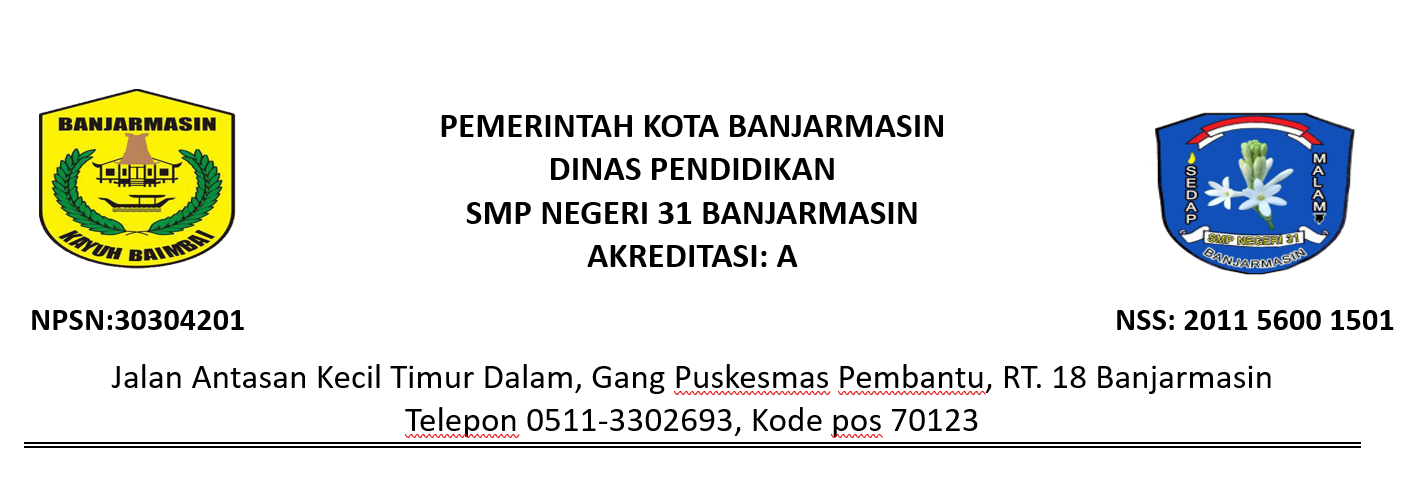 BANJARMASIN
KAYUH BAIMBAI
PEMERINTAH KOTA BANJARMASIN
DINAS PENDIDIKAN
SMP NEGERI 31 BANJARMASIN
AKREDITASI: A
SEDAP
MALAM
SMP NEGERI 31
BANJARMASIN
NPSN:30304201
NSS: 2011 5600 1501
Jalan Antasan Kecil Timur Dalam, Gang Puskesmas Pembantu, RT. 18 Banjarmasin
Telepon 0511-3302693, Kode pos 70123